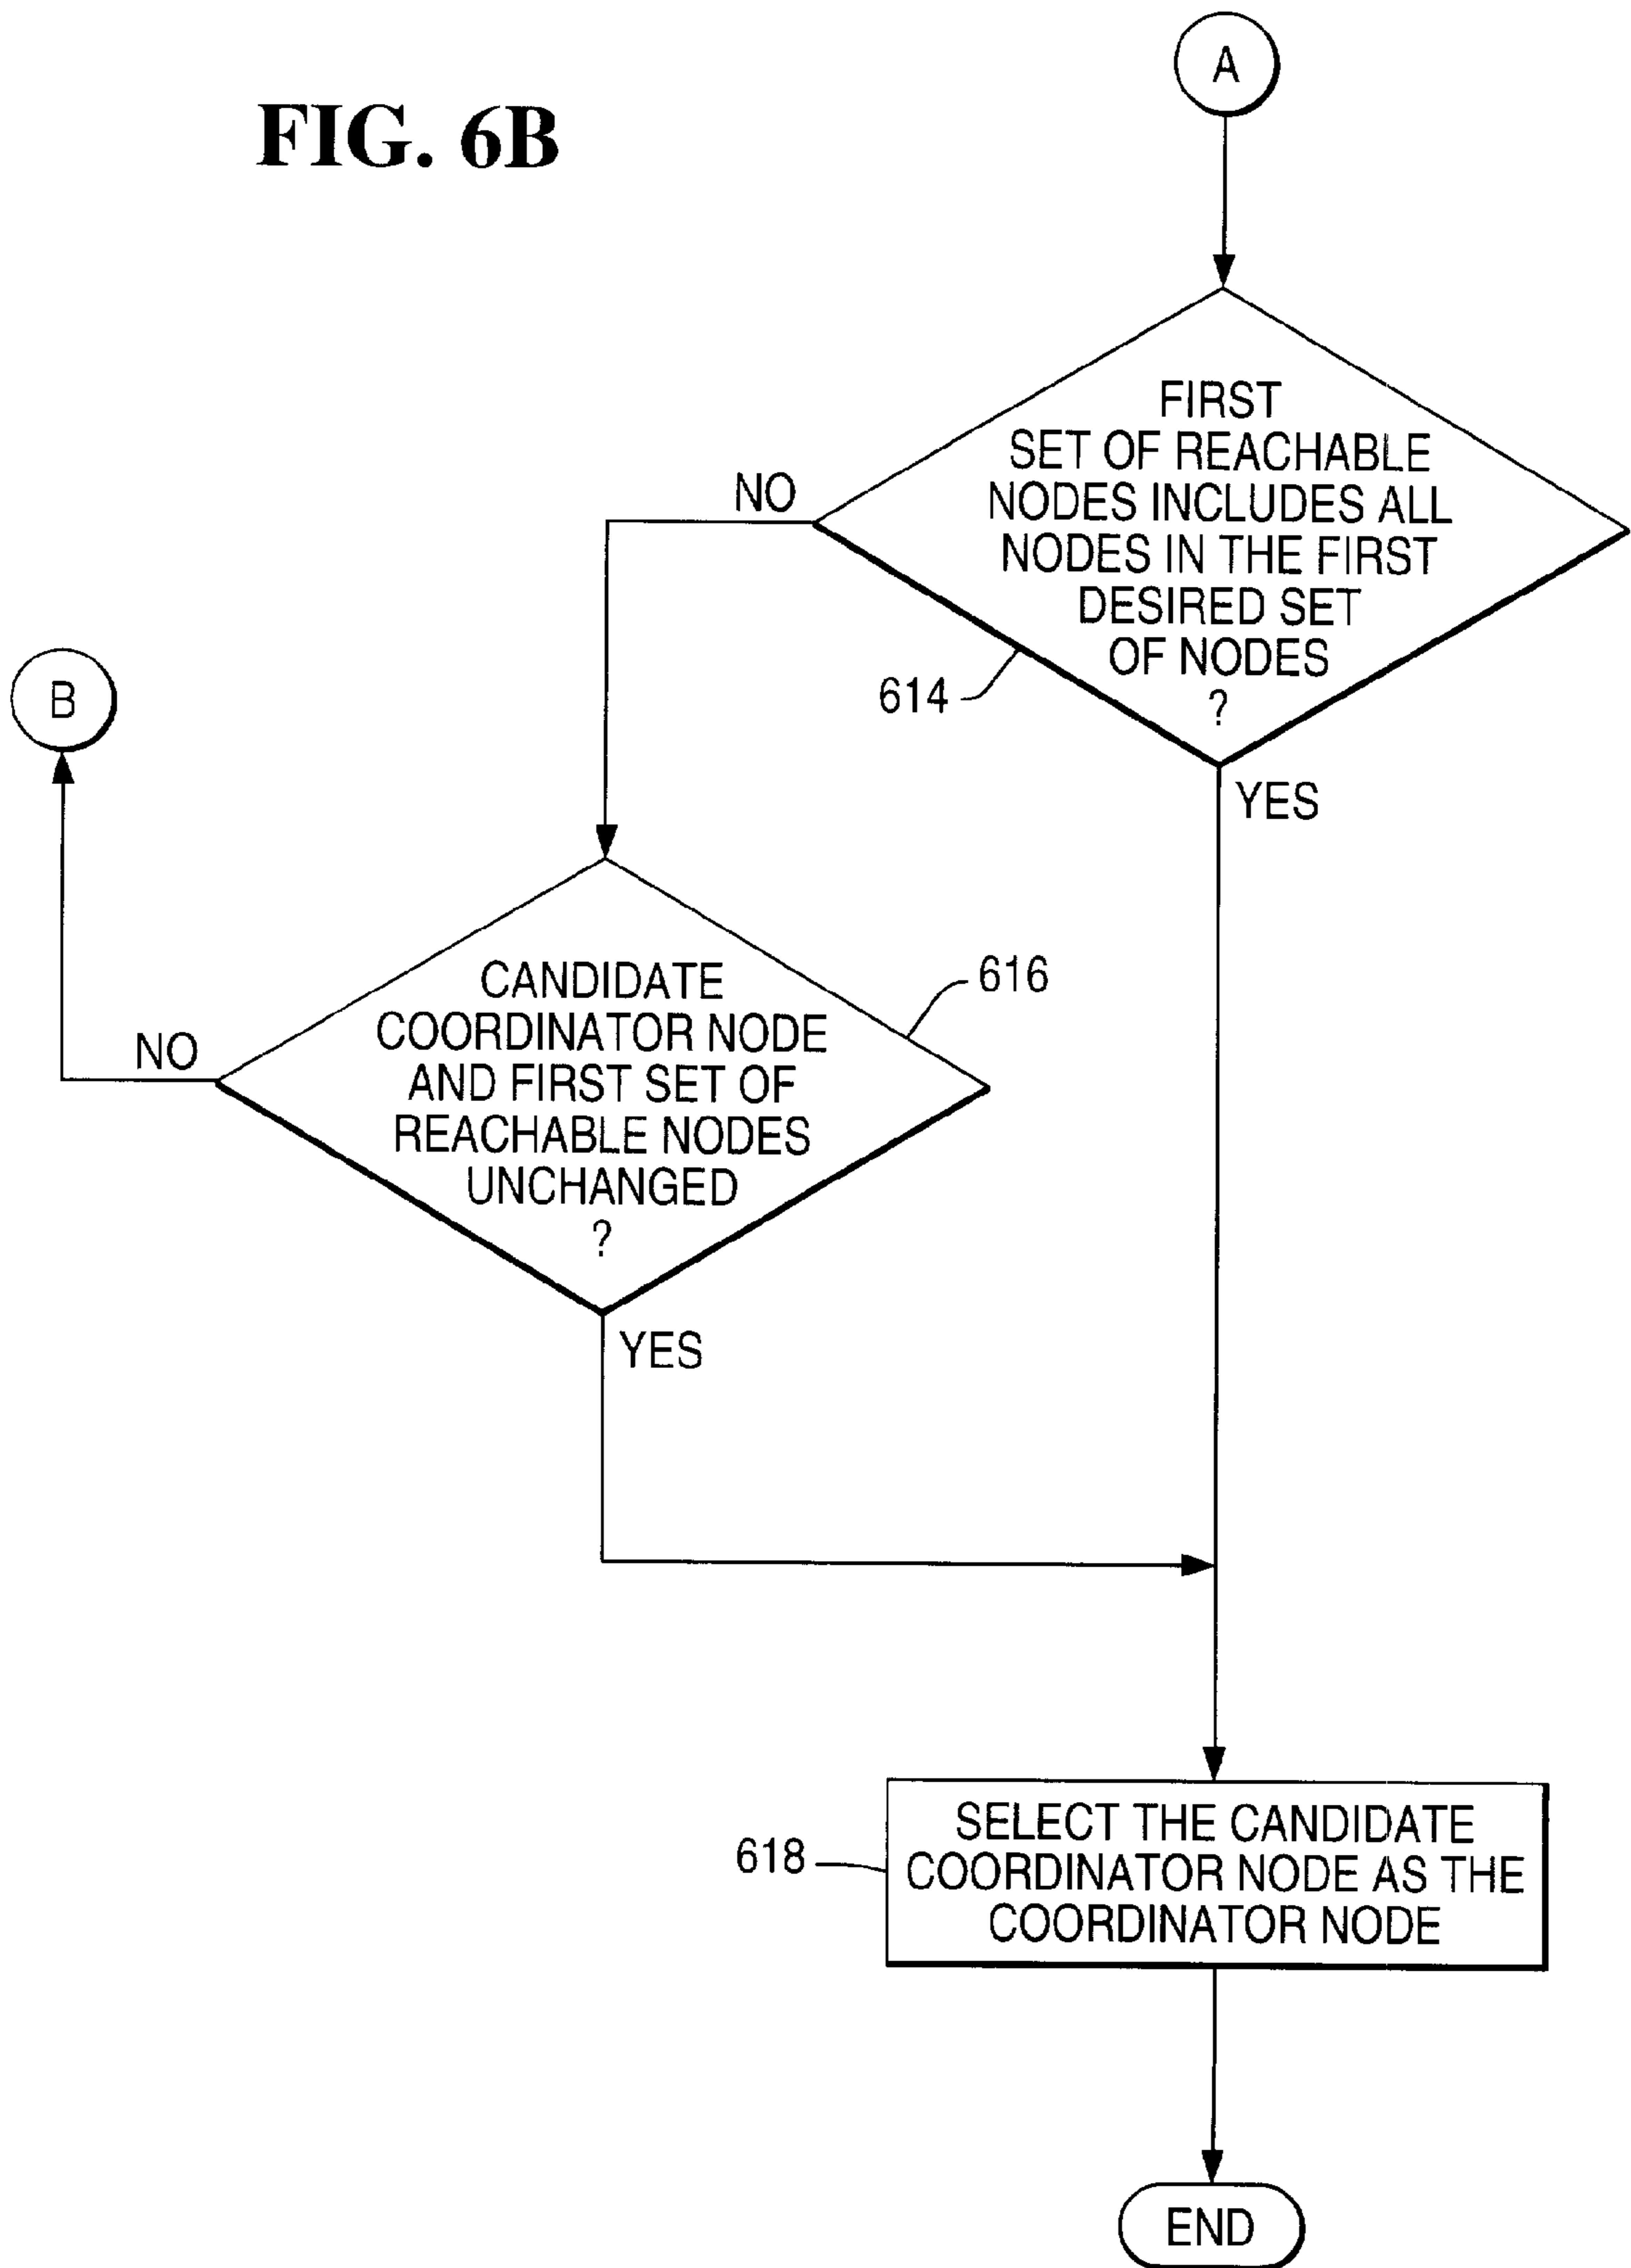 FIG. 6B
A
FIRST
SET OF REACHABLE
NODES INCLUDES ALL
NODES IN THE FIRST
DESIRED SET
OF NODES
?
NO
614
YES
B
CANDIDATE
COORDINATOR NODE
AND FIRST SET OF
REACHABLE NODES
UNCHANGED
?
616
NO
YES
618
SELECT THE CANDIDATE
COORDINATOR NODE AS THE
COORDINATOR NODE
END